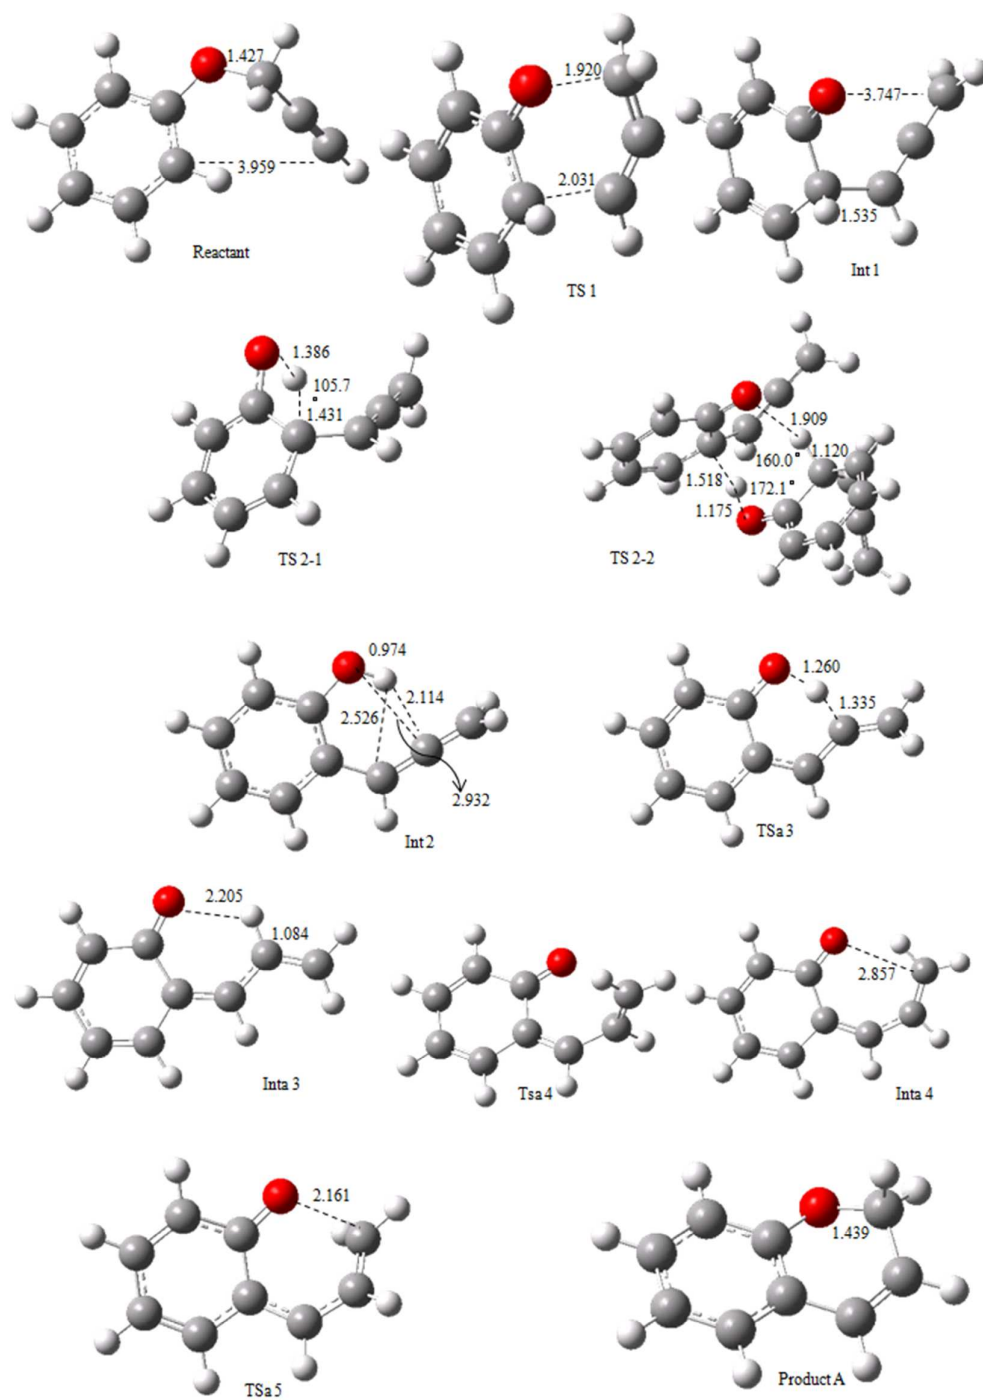 1.427
3.959
Reactant
1.920
2.031
TS 1
3.747
1.535
Int 1
1.386
105.7
°
1.431
TS 2-1
1.909
160.0°
1.120
1.518
172.1°
1.175
TS 2-2
0.974
2.114
2.526
2.932
Int 2
1.260
1.335
TSa 3
2.205
1.084
Inta 3
Tsa 4
2.857
Inta 4
2.161
TSa 5
1.439
Product A